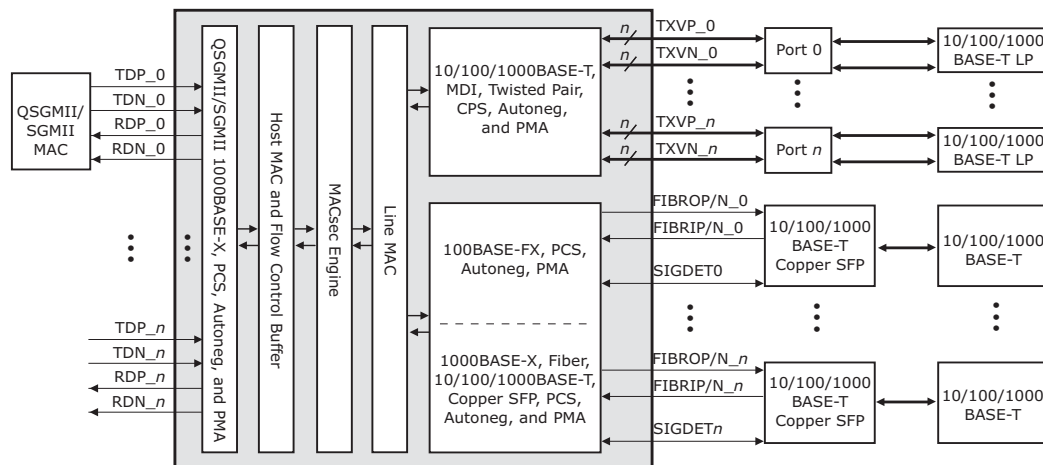 QSGMII/
SGMII
MAC
TDP_0
TDN_0
RDP_0
RDN_0
TDP_n
TDN_n
RDP_n
RDN_n
QSGMII/SGMII 1000BASE-X, PCS, Autoneg, and PMA
Host MAC and Flow Control Buffer
MACsec Engine
Line MAC
10/100/1000BASE-T,
MDI, Twisted Pair,
CPS, Autoneg,
and PMA
100BASE-FX, PCS,
Autoneg, PMA
1000BASE-X, Fiber,
10/100/1000BASE-T,
Copper SFP, PCS,
Autoneg, and PMA
n
TXVP_0
n
TXVN_0
n
TXVP_n
n
TXVN_n
Port 0
Port n
10/100/1000
BASE-T LP
10/100/1000
BASE-T LP
FIBROP/N_0
FIBRIP/N_0
SIGDET0
10/100/1000
BASE-T
Copper SFP
10/100/1000
BASE-T
FIBROP/N_n
FIBRIP/N_n
SIGDETn
10/100/1000
BASE-T
Copper SFP
10/100/1000
BASE-T